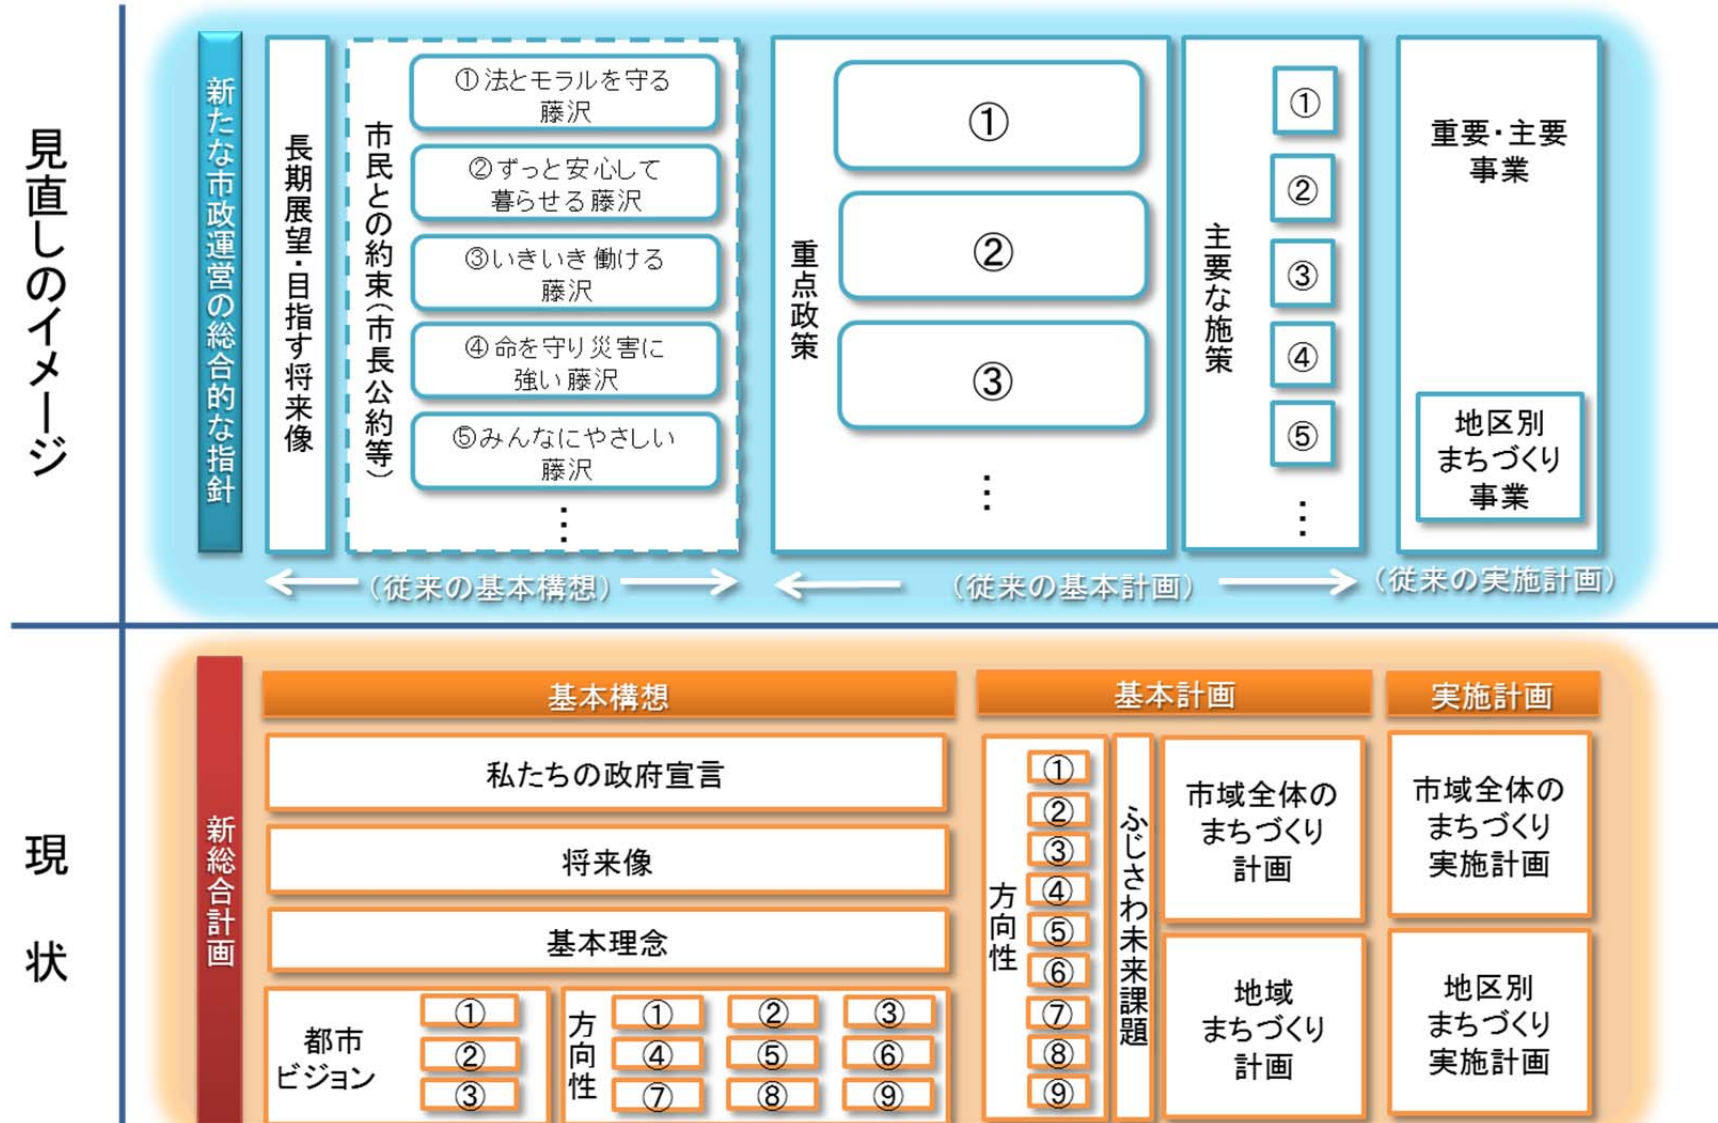 見直しのイメージ
新たな市政運営の総合的な指針
長期展望・目指す将来像
市民との約束(市長公約等)
①法とモラルを守る
藤沢
②ずっと安心して
暮らせる藤沢
③いきいき働ける
藤沢
④命を守り災害に
強い藤沢
⑤みんなにやさしい
藤沢
⋮
重点政策
①
②
③
⋮
主要な施策
①
②
③
④
⑤
⋮
重要・主要
事業
地区別
まちづくり
事業
(従来の基本構想)
(従来の基本計画)
(従来の実施計画)
現状
新総合計画
基本構想
私たちの政府宣言
将来像
基本理念
都市
ビジョン
①
②
③
方向性
① ② ③
④ ⑤ ⑥
⑦ ⑧ ⑨
基本計画
方向性
①
②
③
④
⑤
⑥
⑦
⑧
⑨
ふじさわ未来課題
市域全体の
まちづくり
計画
地域
まちづくり
計画
実施計画
市域全体の
まちづくり
実施計画
地区別
まちづくり
実施計画